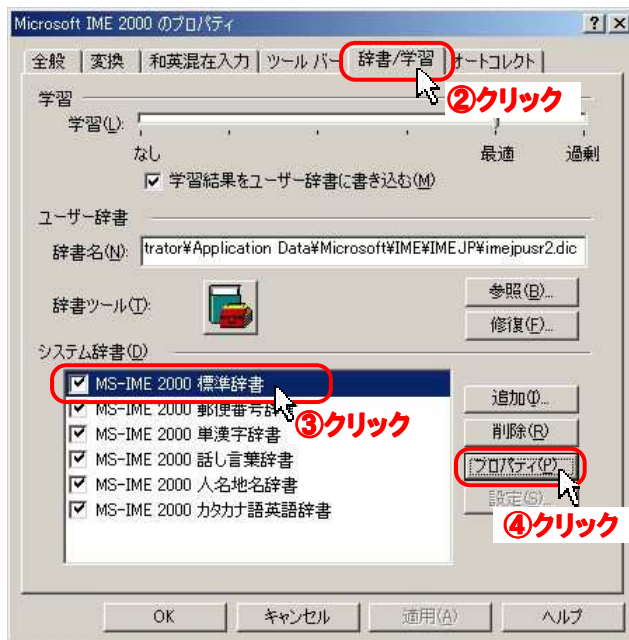 Microsoft IME 2000 のプロパティ
全般 変換 和英混在入力 ツール バー 辞書/学習 オートコレクト
②クリック
学習
学習(L):
なし 最適 過剰
学習結果をユーザー辞書に書き込む(M)
ユーザー辞書
辞書名(N): trator¥Application Data¥Microsoft¥IME¥IMEJP¥imejpusr2.dic
辞書ツール(T): 参照(B)...
修復(F)...
システム辞書(D)
MS-IME 2000 標準辞書
追加(I)...
MS-IME 2000 郵便番号辞
③クリック
MS-IME 2000 単漢字辞書
削除(R)
MS-IME 2000 話し言葉辞書
プロパティ(P)...
MS-IME 2000 人名地名辞書
設定(S)...
MS-IME 2000 カタカナ語英語辞書
④クリック
OK キャンセル 適用(A) ヘルプ